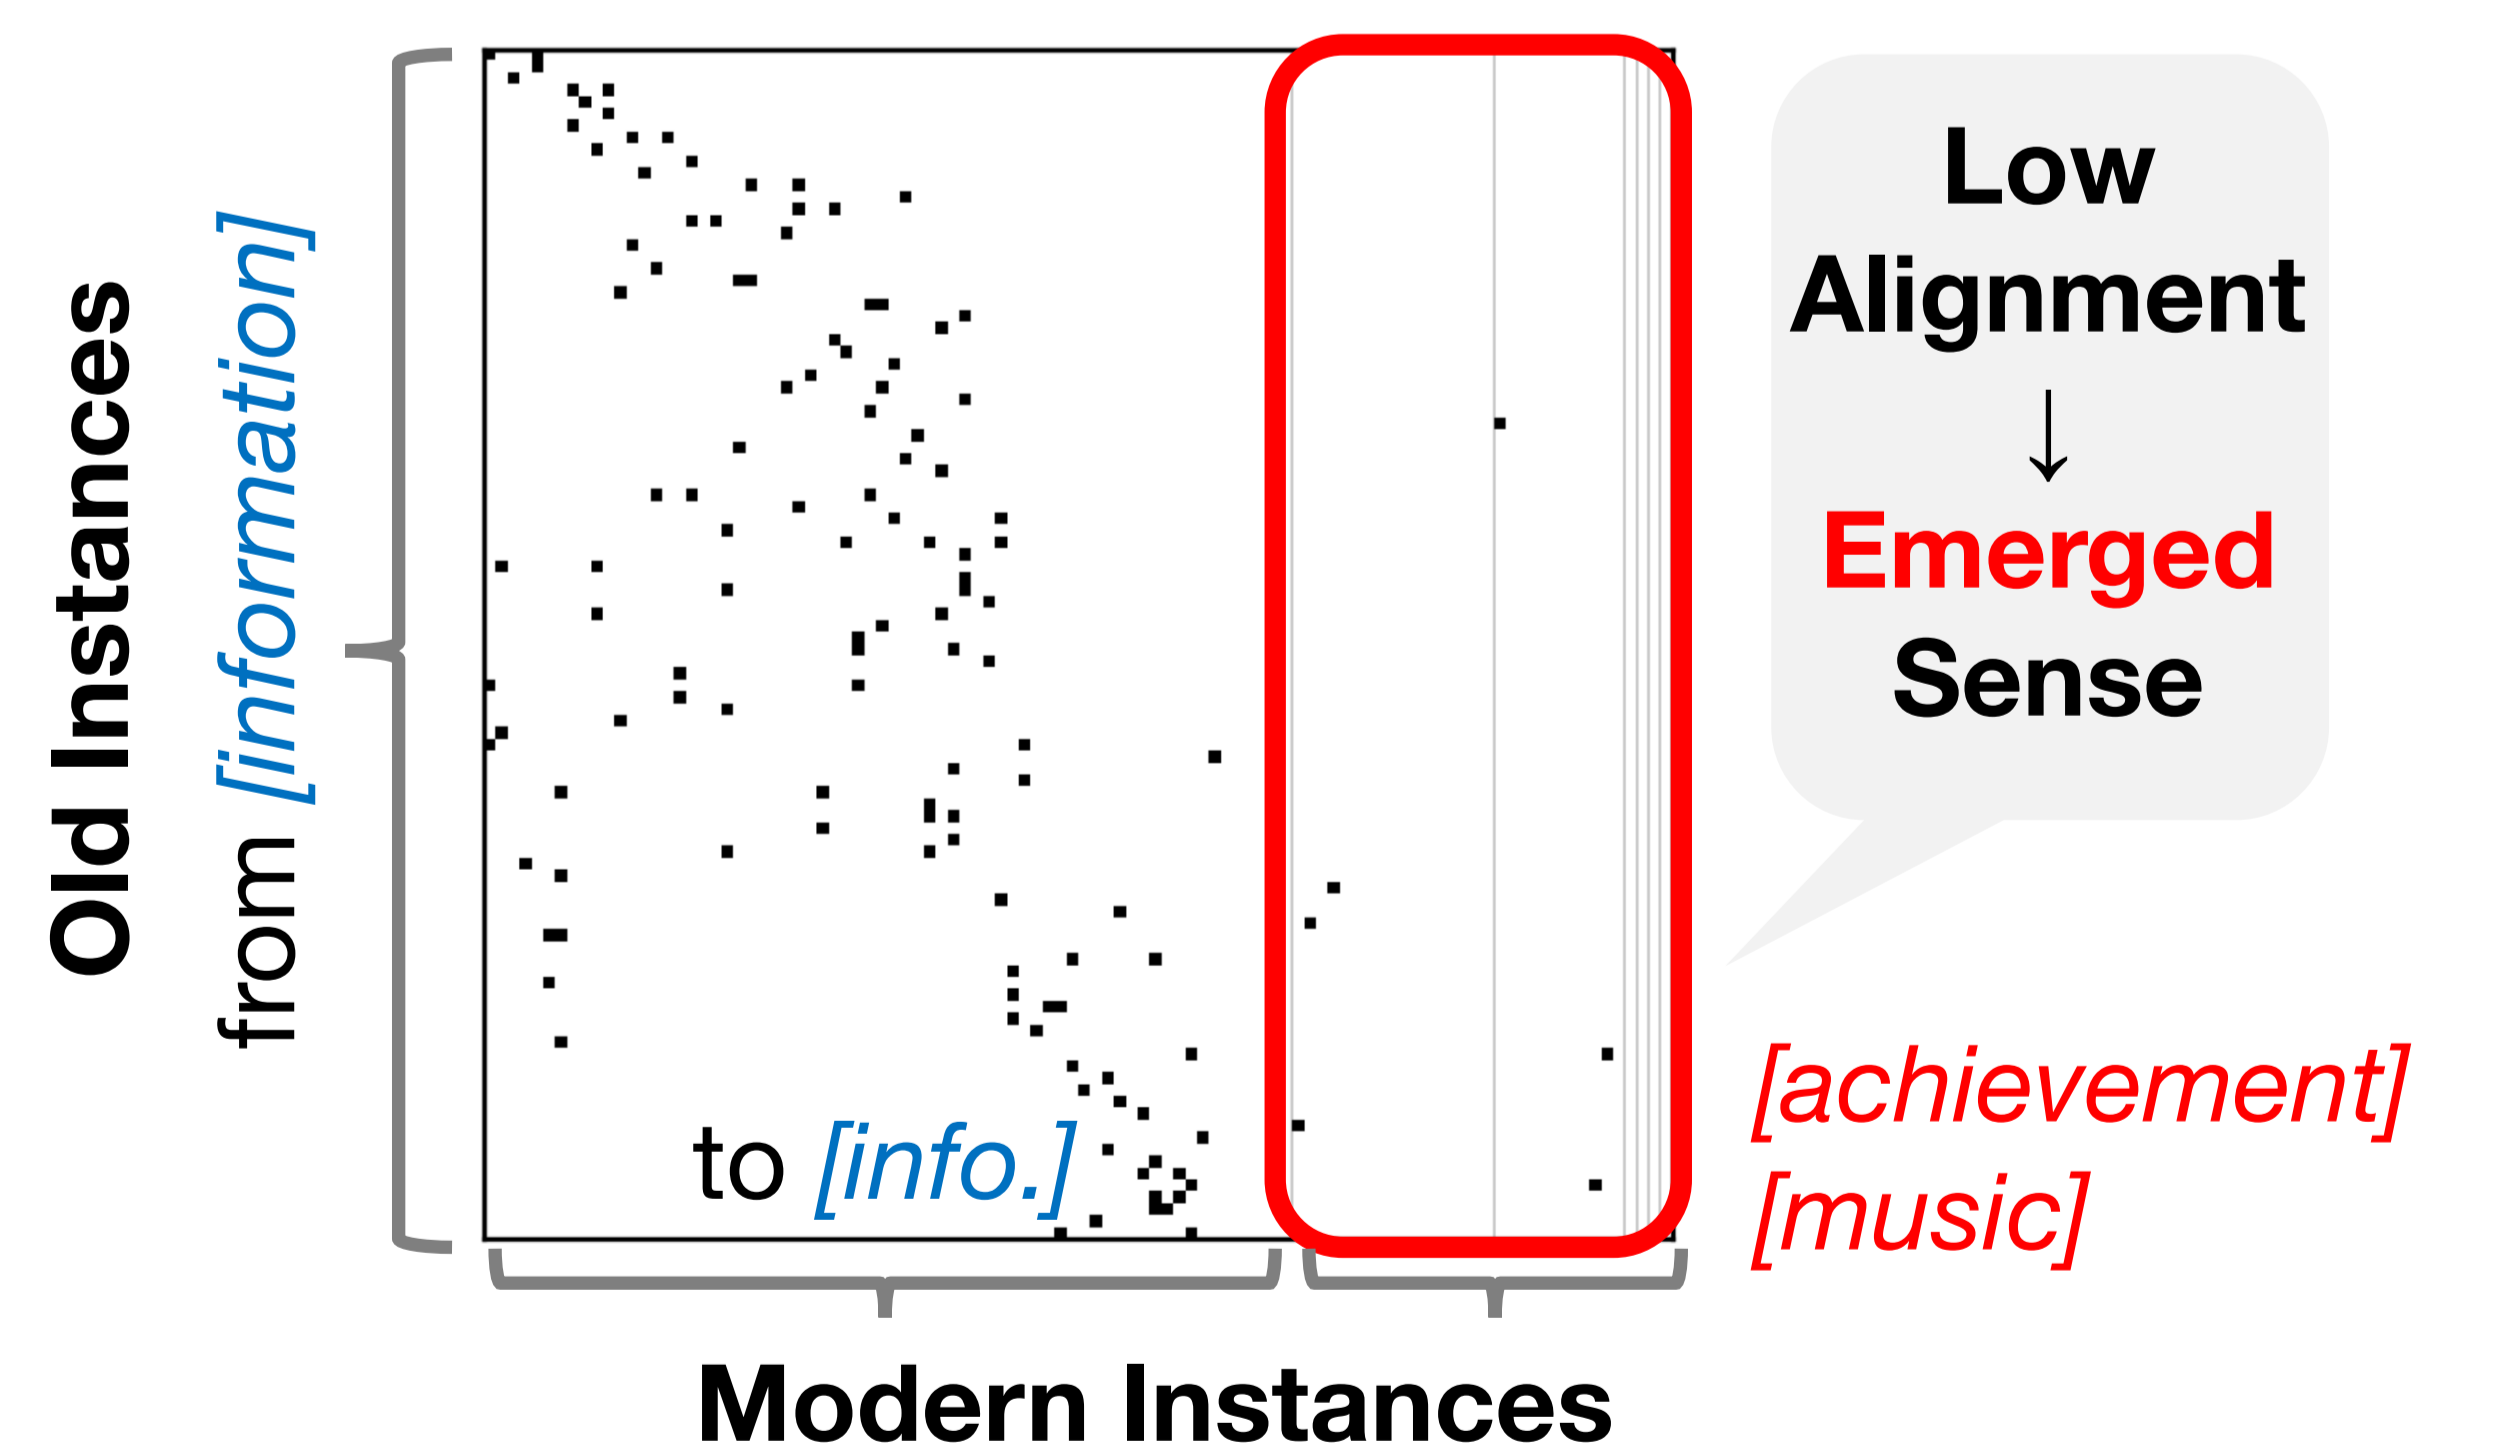 Old Instances
from [information]
to [info.]
Modern Instances
Low
Alignment
↓
Emerged
Sense
[achievement]
[music]